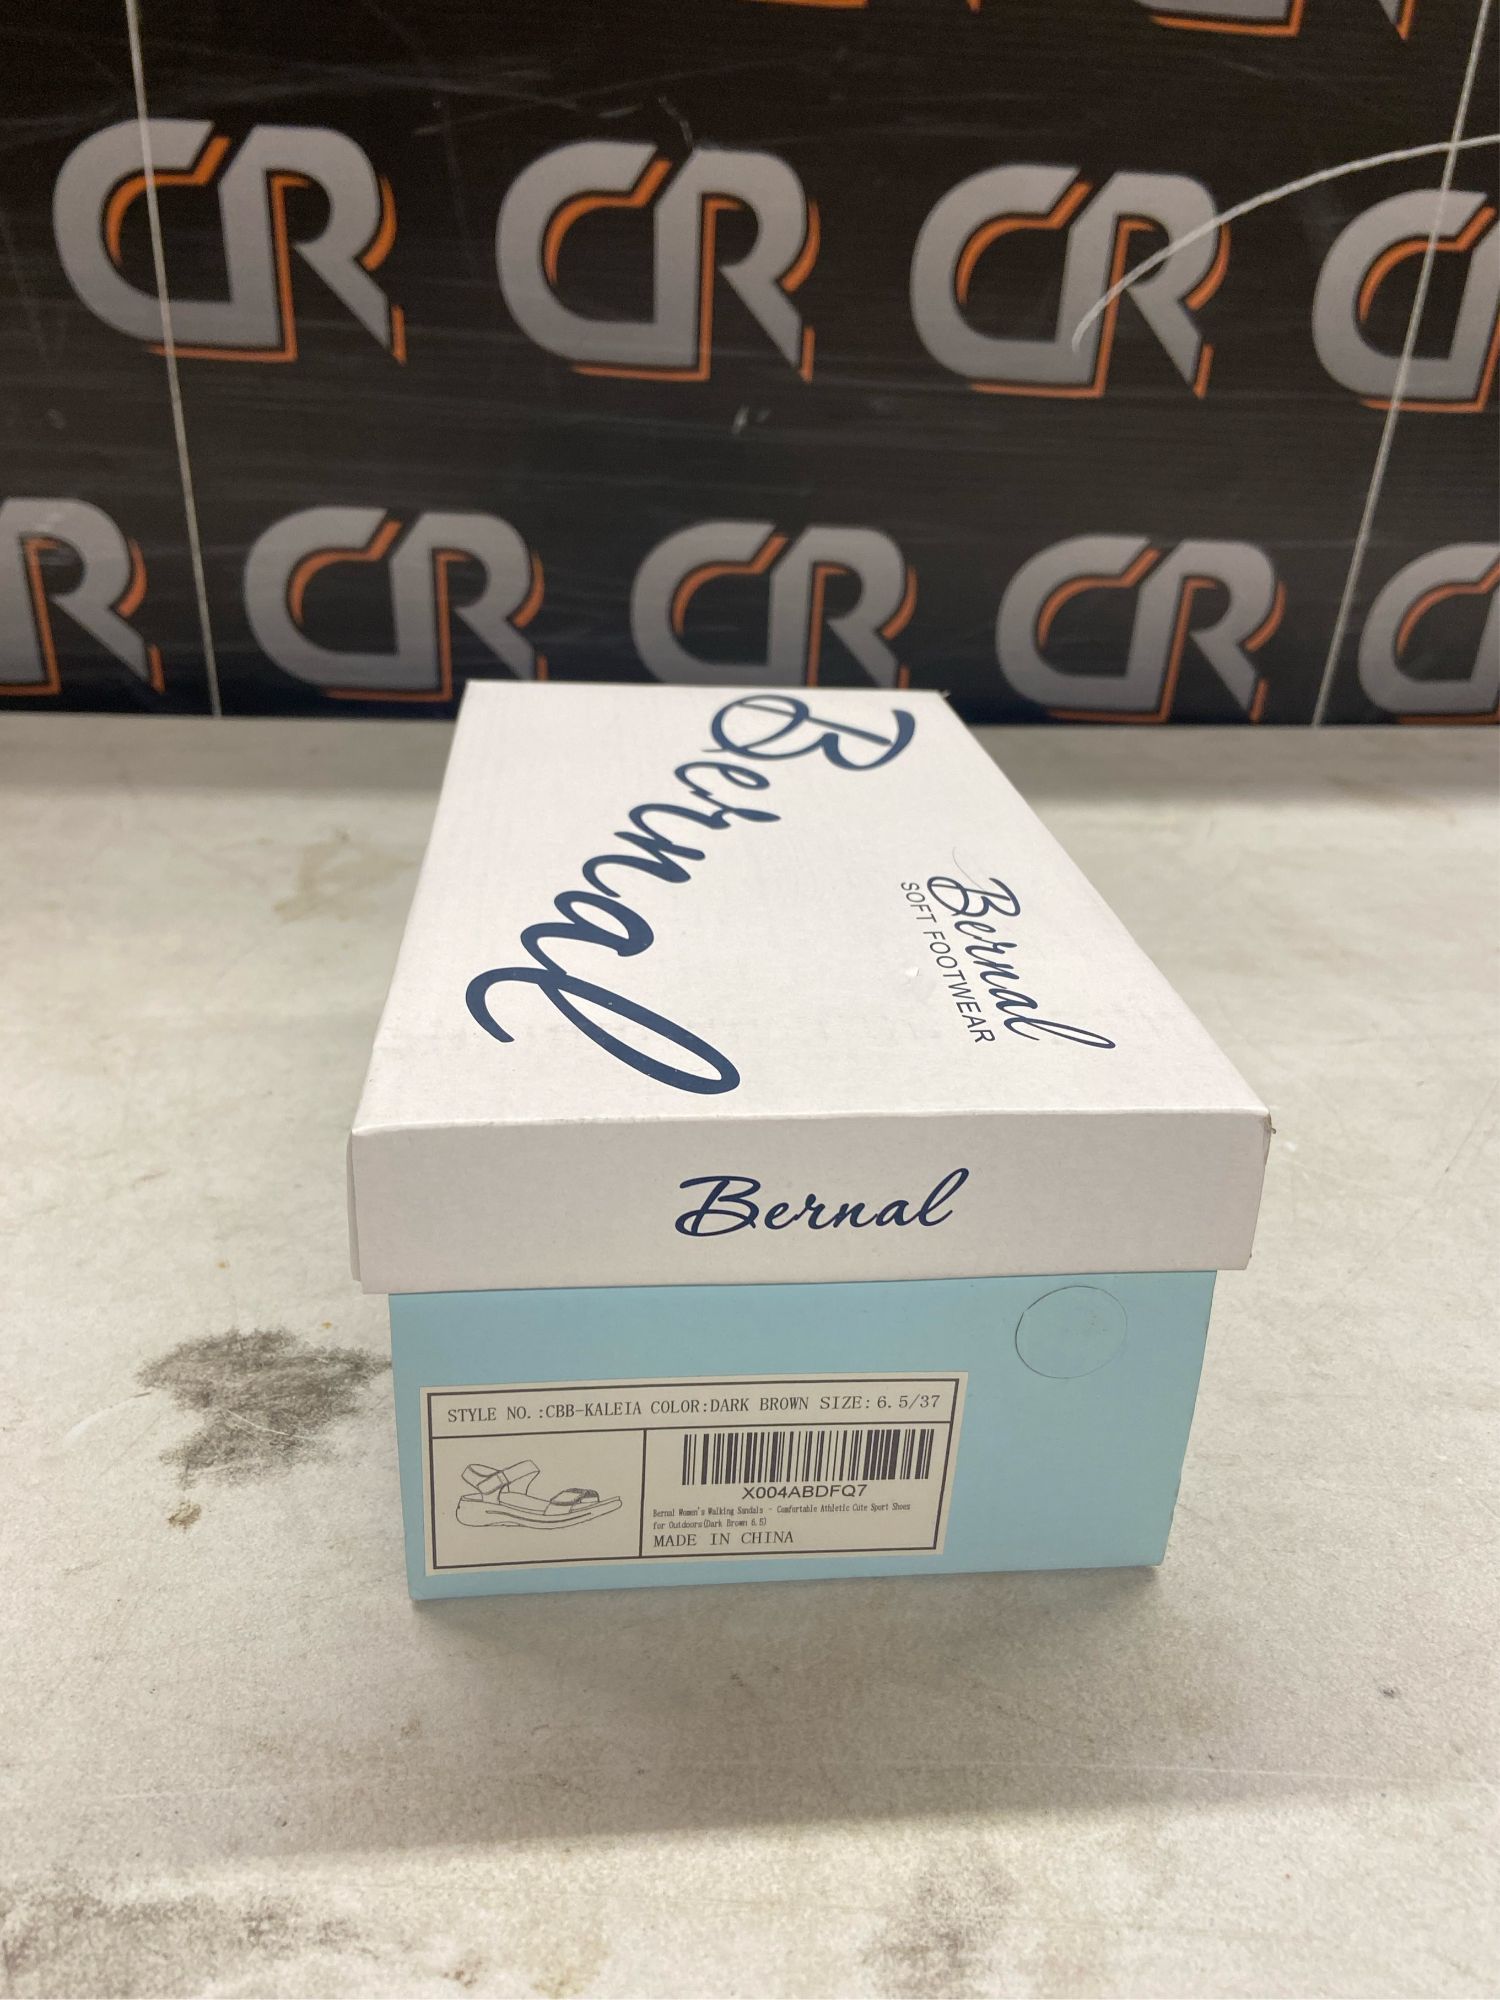 CR CR CR
CR CR CR
Bernal
Bernal
SOFT FOOTWEAR
Bernal
STYLE NO.:CBB-KALEIA COLOR:DARK BROWN SIZE:6.5/37
X004ABDFQ7
Bernal Women's Walking Sandals - Comfortable Athletic Cute Sport Shoes
for Outdoors(Dark Brown 6.5)
MADE IN CHINA